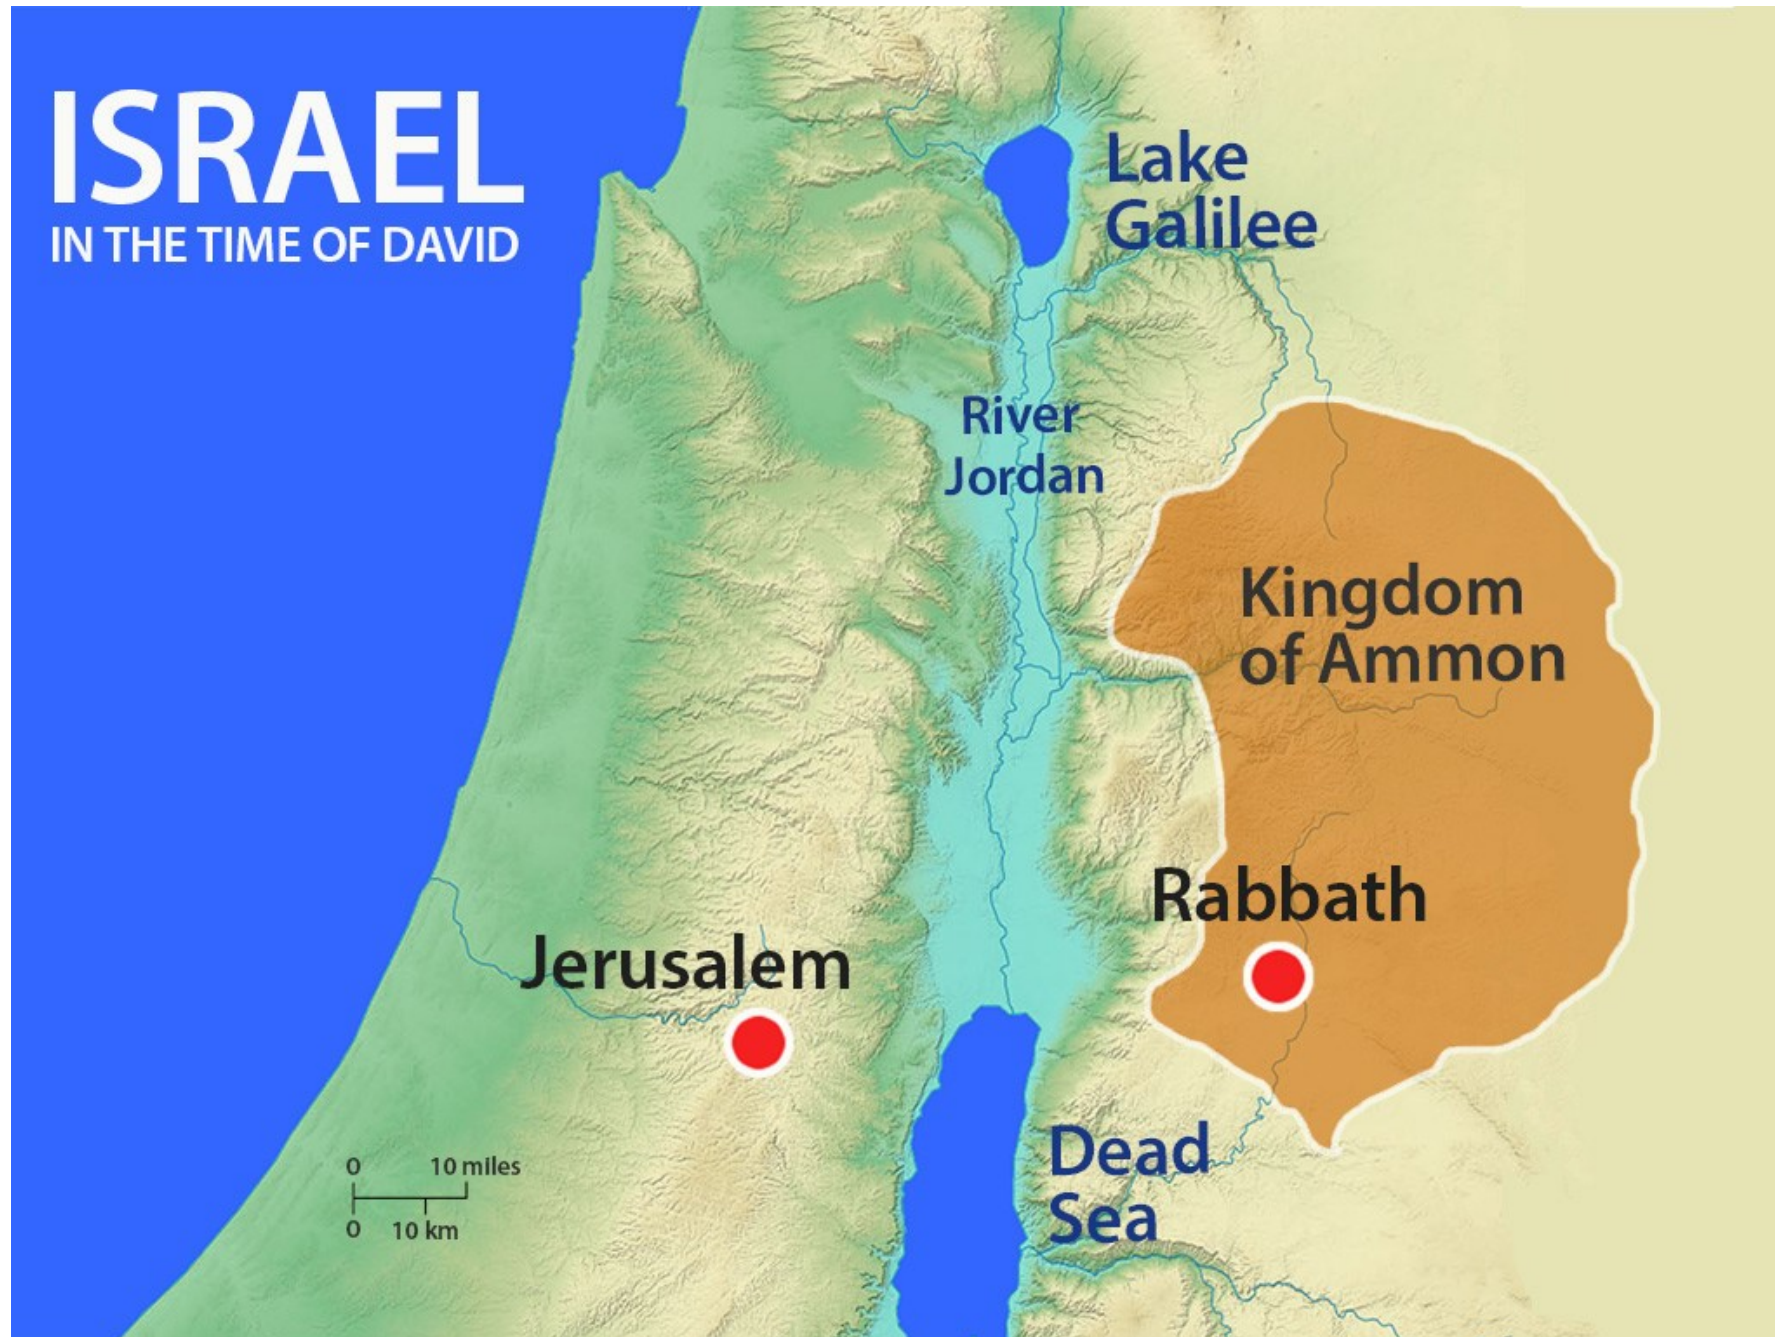 ISRAEL
IN THE TIME OF DAVID
Lake
Galilee
River
Jordan
Kingdom
of Ammon
Rabbath
Jerusalem
Dead
Sea
0 10 miles
0 10 km